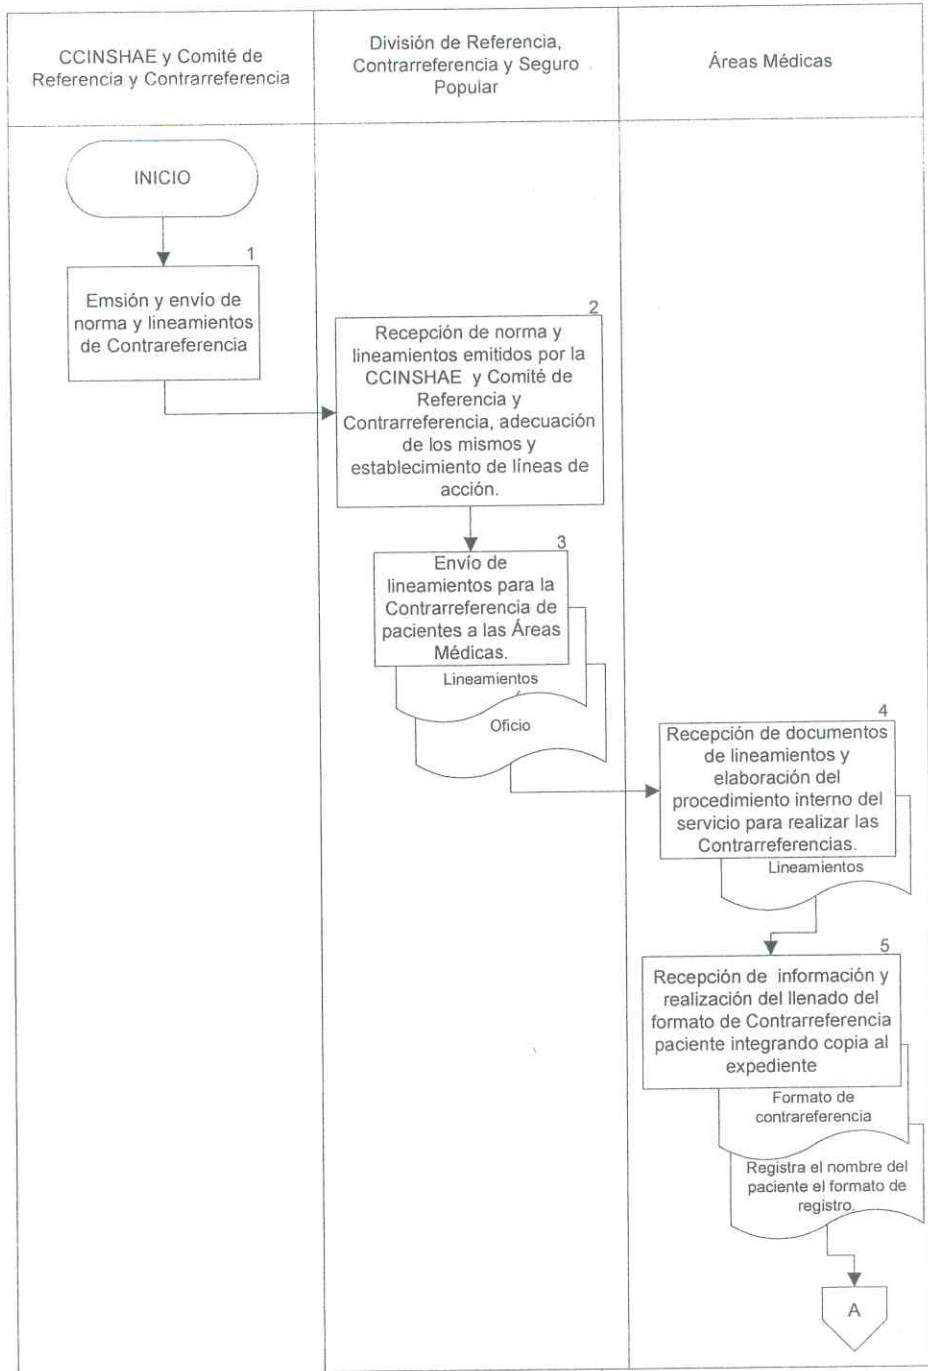 CCINSHAE y Comité de
Referencia y Contrarreferencia
División de Referencia,
Contrarreferencia y Seguro
Popular
Áreas Médicas
INICIO
1
Emsión y envío de
norma y lineamientos
de Contrareferencia
2
Recepción de norma y
lineamientos emitidos por la
CCINSHAE y Comité de
Referencia y
Contrarreferencia, adecuación
de los mismos y
establecimiento de líneas de
acción.
3
Envío de
lineamientos para la
Contrarreferencia de
pacientes a las Áreas
Médicas.
Lineamientos
Oficio
4
Recepción de documentos
de lineamientos y
elaboración del
procedimiento interno del
servicio para realizar las
Contrarreferencias.
Lineamientos
5
Recepción de información y
realización del llenado del
formato de Contrarreferencia
paciente integrando copia al
expediente
Formato de
contrareferencia
Registra el nombre del
paciente el formato de
registro.
A